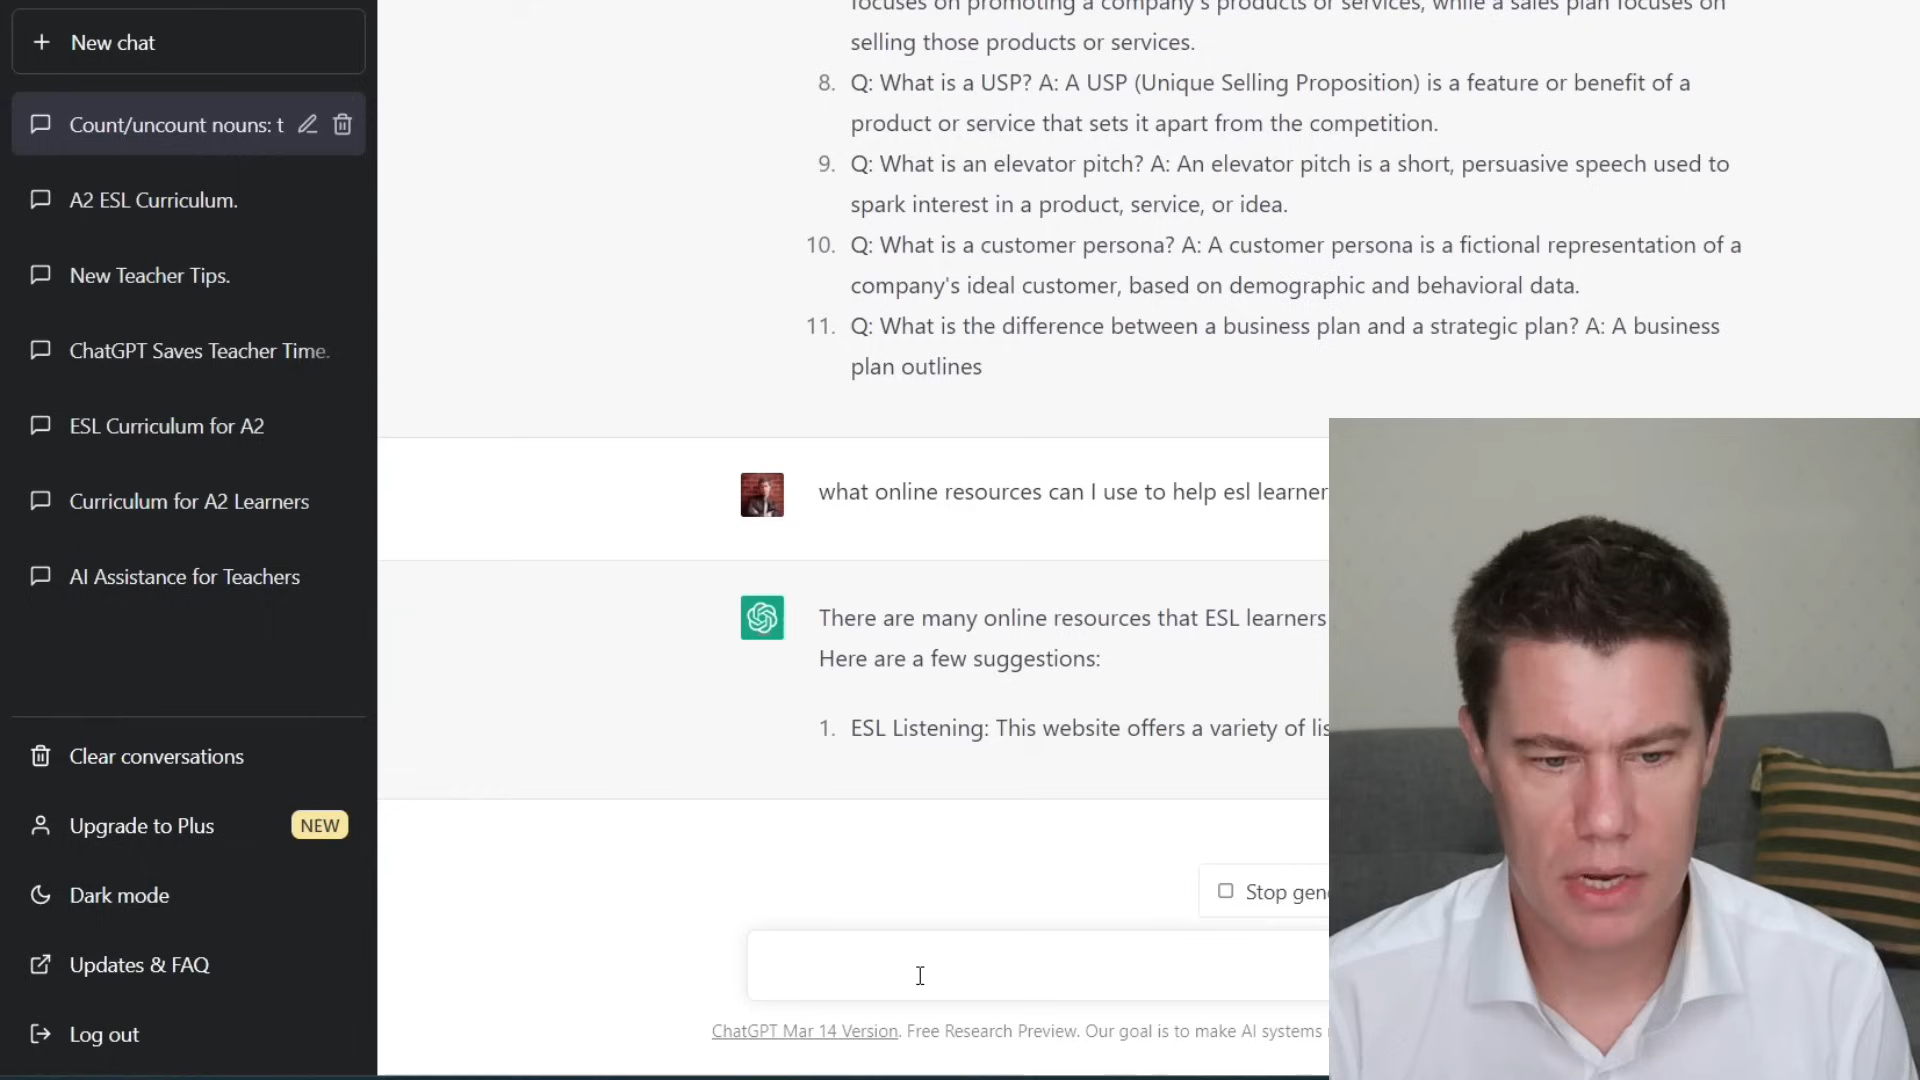 New chat
Count/uncount nouns: t
A2 ESL Curriculum.
New Teacher Tips.
ChatGPT Saves Teacher Time.
ESL Curriculum for A2
Curriculum for A2 Learners
AI Assistance for Teachers
Clear conversations
Upgrade to Plus NEW
Dark mode
Updates & FAQ
Log out
focuses on promoting a company's products or services, while a sales plan focuses on
selling those products or services.
8. Q: What is a USP? A: A USP (Unique Selling Proposition) is a feature or benefit of a
product or service that sets it apart from the competition.
9. Q: What is an elevator pitch? A: An elevator pitch is a short, persuasive speech used to
spark interest in a product, service, or idea.
10. Q: What is a customer persona? A: A customer persona is a fictional representation of a
company's ideal customer, based on demographic and behavioral data.
11. Q: What is the difference between a business plan and a strategic plan? A: A business
plan outlines
what online resources can I use to help esl learner
There are many online resources that ESL learners
Here are a few suggestions:
1. ESL Listening: This website offers a variety of lis
Stop gen
ChatGPT Mar 14 Version. Free Research Preview. Our goal is to make AI systems